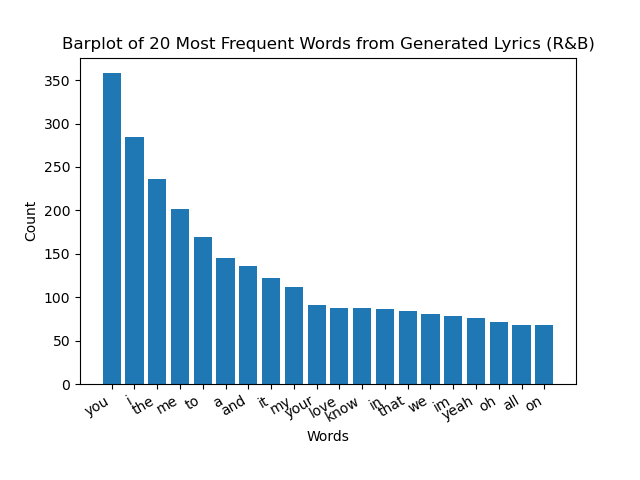 Barplot of 20 Most Frequent Words from Generated Lyrics (R&B)
350
300
250
200
150
100
50
0
Count
you i the me to a and it my your love know in that we im yeah oh all on
Words